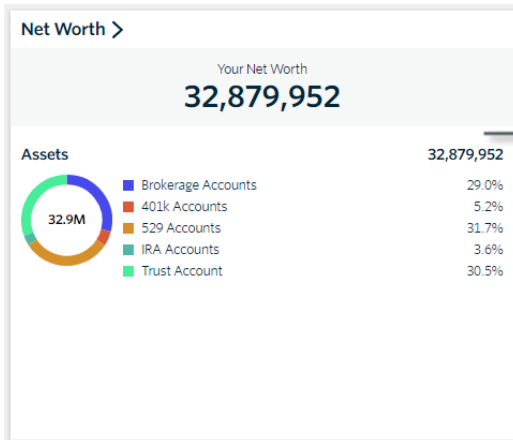 Net Worth
Your Net Worth
32,879,952
Assets 32,879,952
32.9M
Brokerage Accounts 29.0%
401k Accounts 5.2%
529 Accounts 31.7%
IRA Accounts 3.6%
Trust Account 30.5%